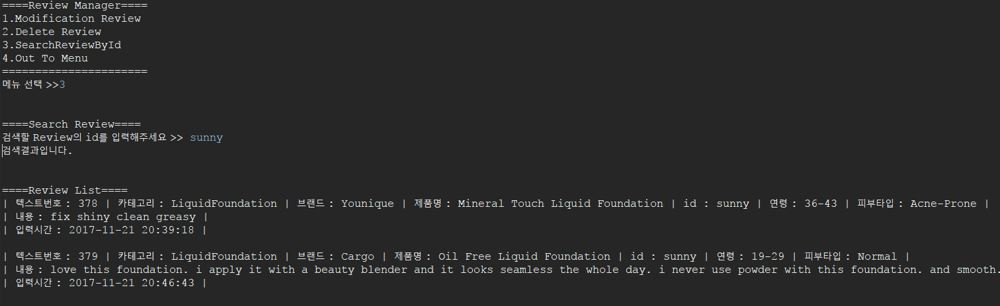 ====Review Manager====
1.Modification Review
2.Delete Review
3.SearchReviewById
4.Out To Menu
======================
메뉴 선택 >>3
====Search Review====
검색할 Review의 id를 입력해주세요 >> sunny
검색결과입니다.
====Review List====
| 텍스트번호 : 378 | 카테고리 : LiquidFoundation | 브랜드 : Younique | 제품명 : Mineral Touch Liquid Foundation | id : sunny | 연령 : 36-43 | 피부타입 : Acne-Prone |
| 내용 : fix shiny clean greasy |
| 입력시간 : 2017-11-21 20:39:18 |
| 텍스트번호 : 379 | 카테고리 : LiquidFoundation | 브랜드 : Cargo | 제품명 : Oil Free Liquid Foundation | id : sunny | 연령 : 19-29 | 피부타입 : Normal |
| 내용 : love this foundation. i apply it with a beauty blender and it looks seamless the whole day. i never use powder with this foundation. and smooth.
| 입력시간 : 2017-11-21 20:46:43 |